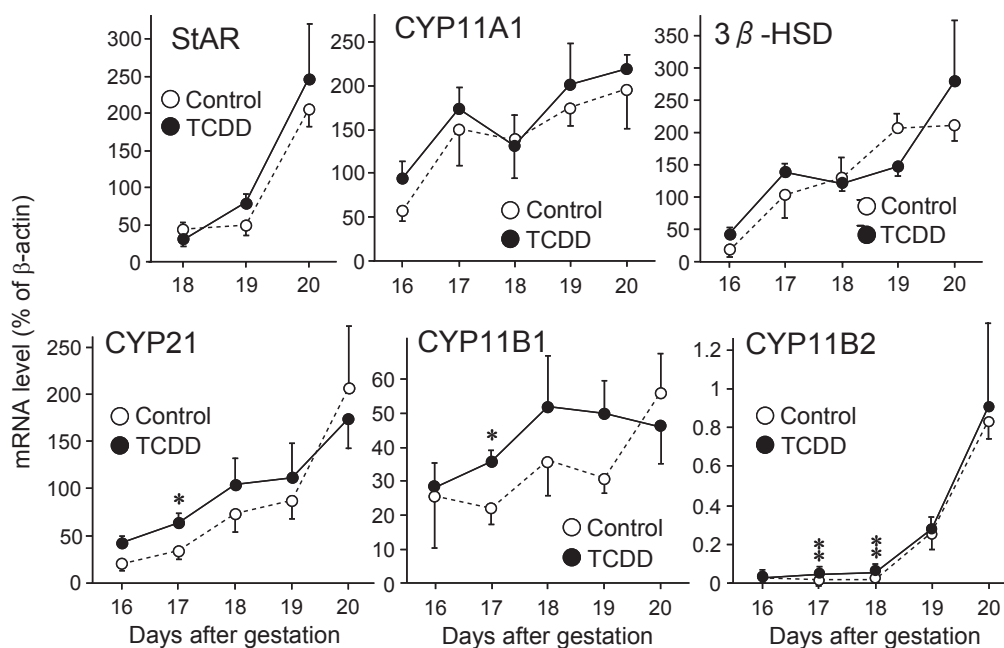 mRNA level (% of β-actin)
StAR
Control
TCDD
300
250
200
150
100
50
0
18 19 20
CYP11A1
Control
TCDD
250
200
150
100
50
0
16 17 18 19 20
3β-HSD
Control
TCDD
350
300
250
200
150
100
50
0
16 17 18 19 20
CYP21
Control
TCDD
250
200
150
100
50
0
*
16 17 18 19 20
Days after gestation
CYP11B1
Control
TCDD
60
50
40
30
20
10
0
*
16 17 18 19 20
Days after gestation
CYP11B2
Control
TCDD
1.2
1
0.8
0.6
0.4
0.2
0
** **
16 17 18 19 20
Days after gestation